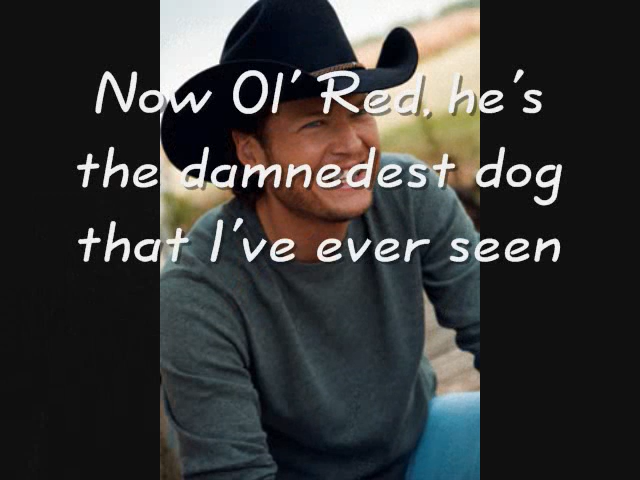 Now Ol' Red, he's
the damnedest dog
that I've ever seen